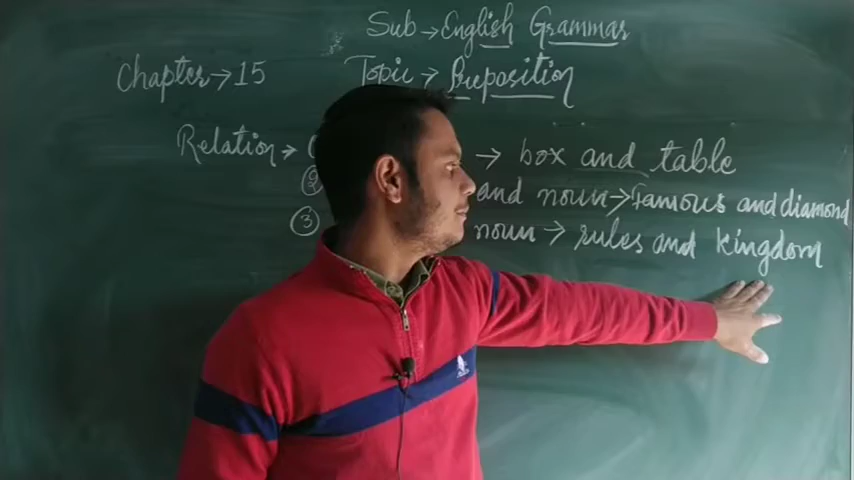 Sub → English Grammar
Chapter → 15 Topic → Preposition
Relation → → box and table
② and noun → Famous and diamond
③ noun → rules and kingdom